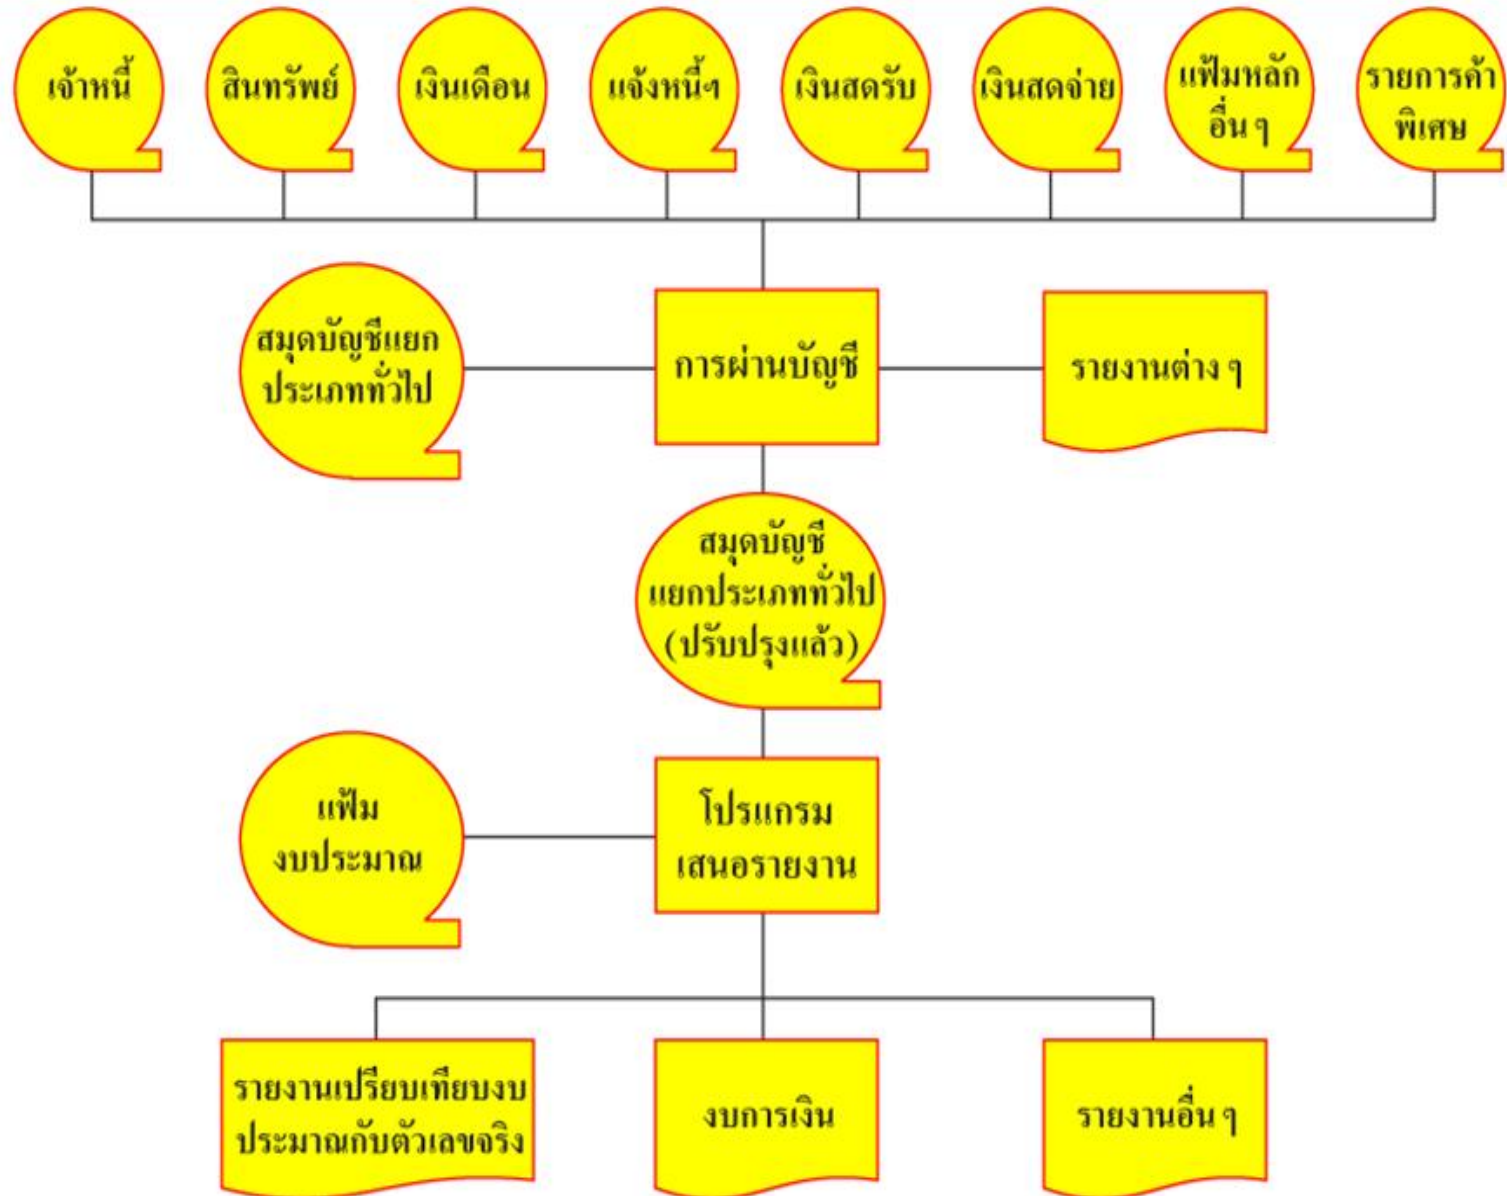 เจ้าหนี้
สินทรัพย์
เงินเดือน
แจ้งหนี้ฯ
เงินสดรับ
เงินสดจ่าย
แฟ้มหลัก
อื่น ๆ
รายการค้า
พิเศษ
สมุดบัญชีแยก
ประเภททั่วไป
การผ่านบัญชี
รายงานต่าง ๆ
สมุดบัญชี
แยกประเภททั่วไป
(ปรับปรุงแล้ว)
แฟ้ม
งบประมาณ
โปรแกรม
เสนอรายงาน
รายงานเปรียบเทียบงบ
ประมาณกับตัวเลขจริง
งบการเงิน
รายงานอื่น ๆ